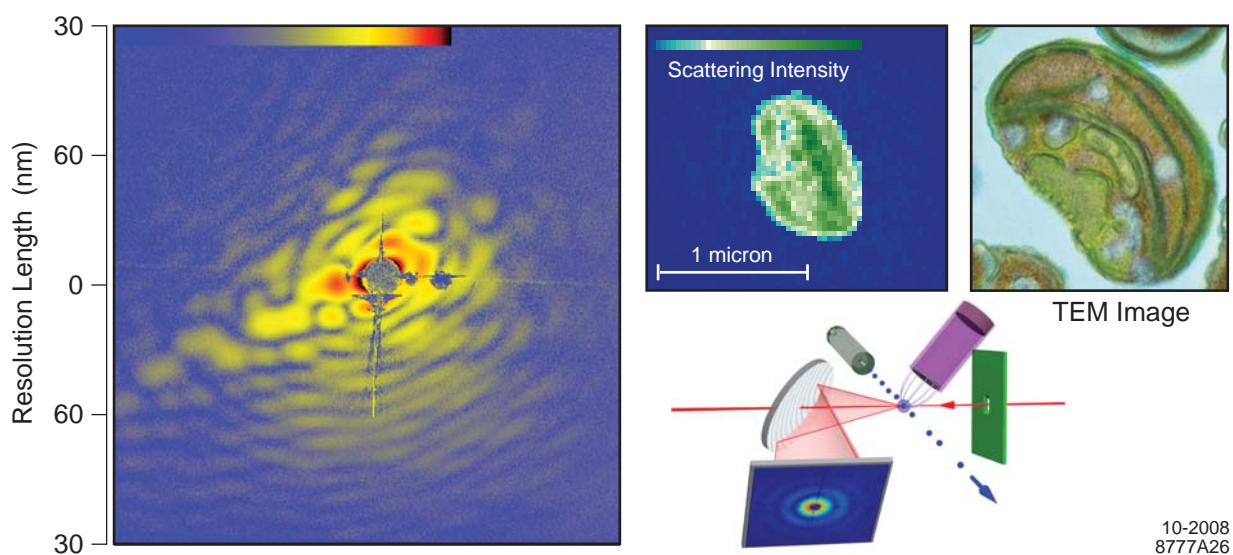 30
60
0
60
30
Resolution Length (nm)
Scattering Intensity
1 micron
TEM Image
10-2008
8777A26